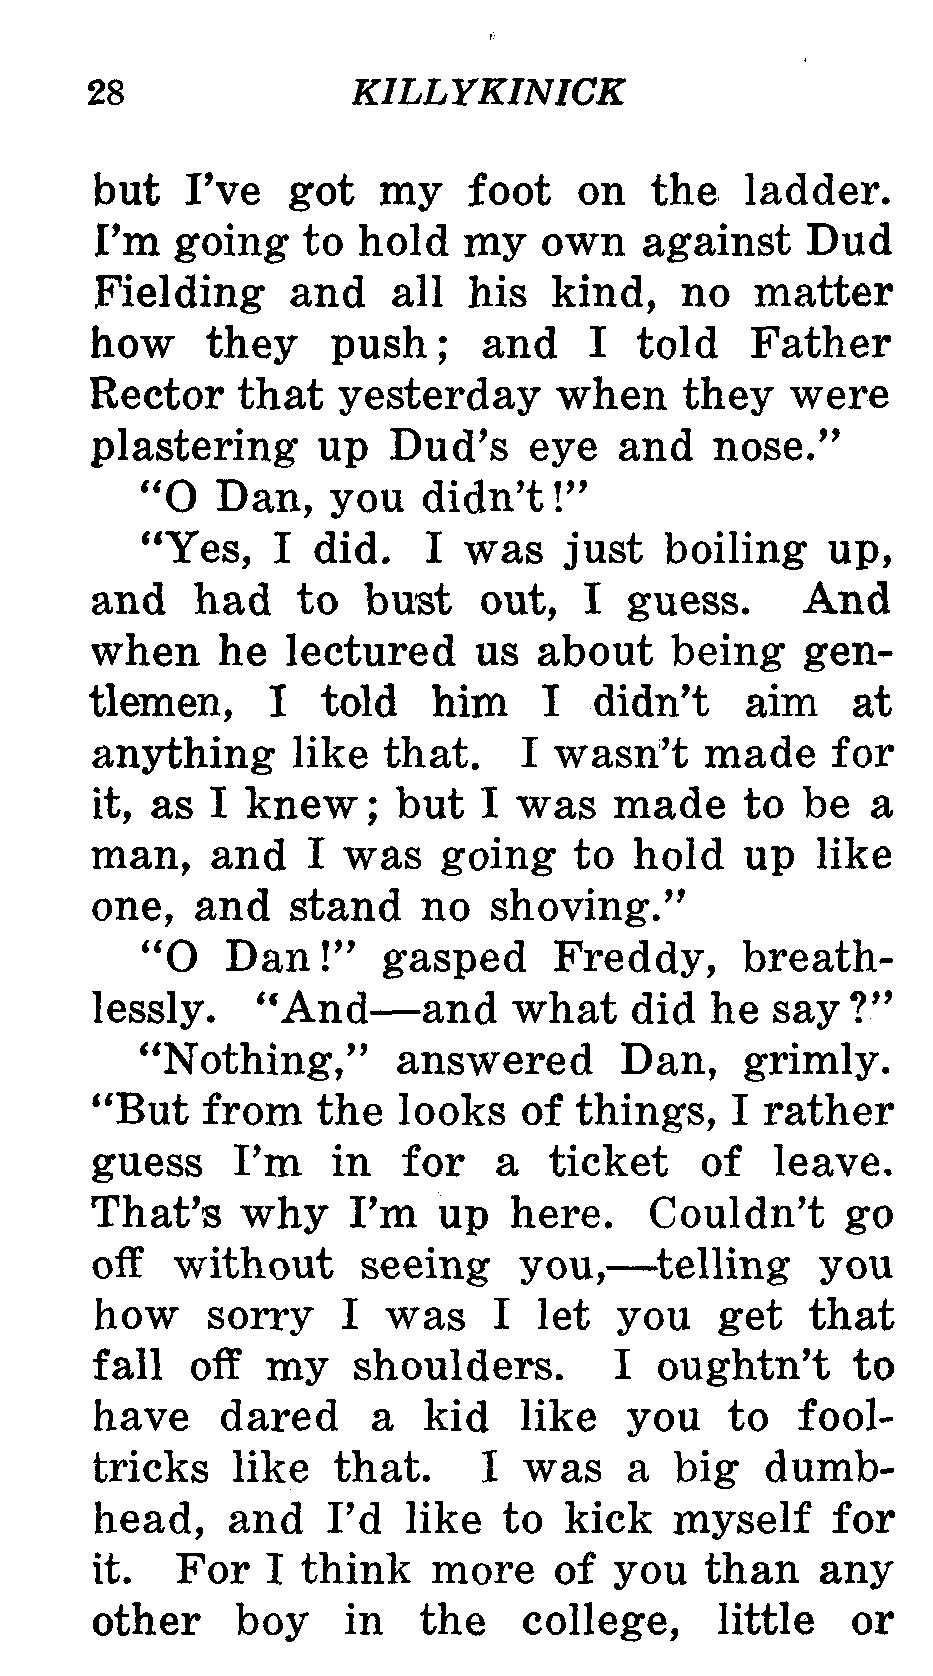 28 KILLYKINICK
but I've got my foot on the ladder.
I'm going to hold my own against Dud
Fielding and all his kind, no matter
how they push; and I told Father
Rector that yesterday when they were
plastering up Dud's eye and nose."
"O Dan, you didn't!"
"Yes, I did. I was just boiling up,
and had to bust out, I guess. And
when he lectured us about being gen-
tlemen, I told him I didn't aim at
anything like that. I wasn't made for
it, as I knew; but I was made to be a
man, and I was going to hold up like
one, and stand no shoving."
"O Dan!" gasped Freddy, breath-
lessly. "And—and what did he say?"
"Nothing," answered Dan, grimly.
"But from the looks of things, I rather
guess I'm in for a ticket of leave.
That's why I'm up here. Couldn't go
off without seeing you,—telling you
how sorry I was I let you get that
fall off my shoulders. I oughtn't to
have dared a kid like you to fool-
tricks like that. I was a big dumb-
head, and I'd like to kick myself for
it. For I think more of you than any
other boy in the college, little or